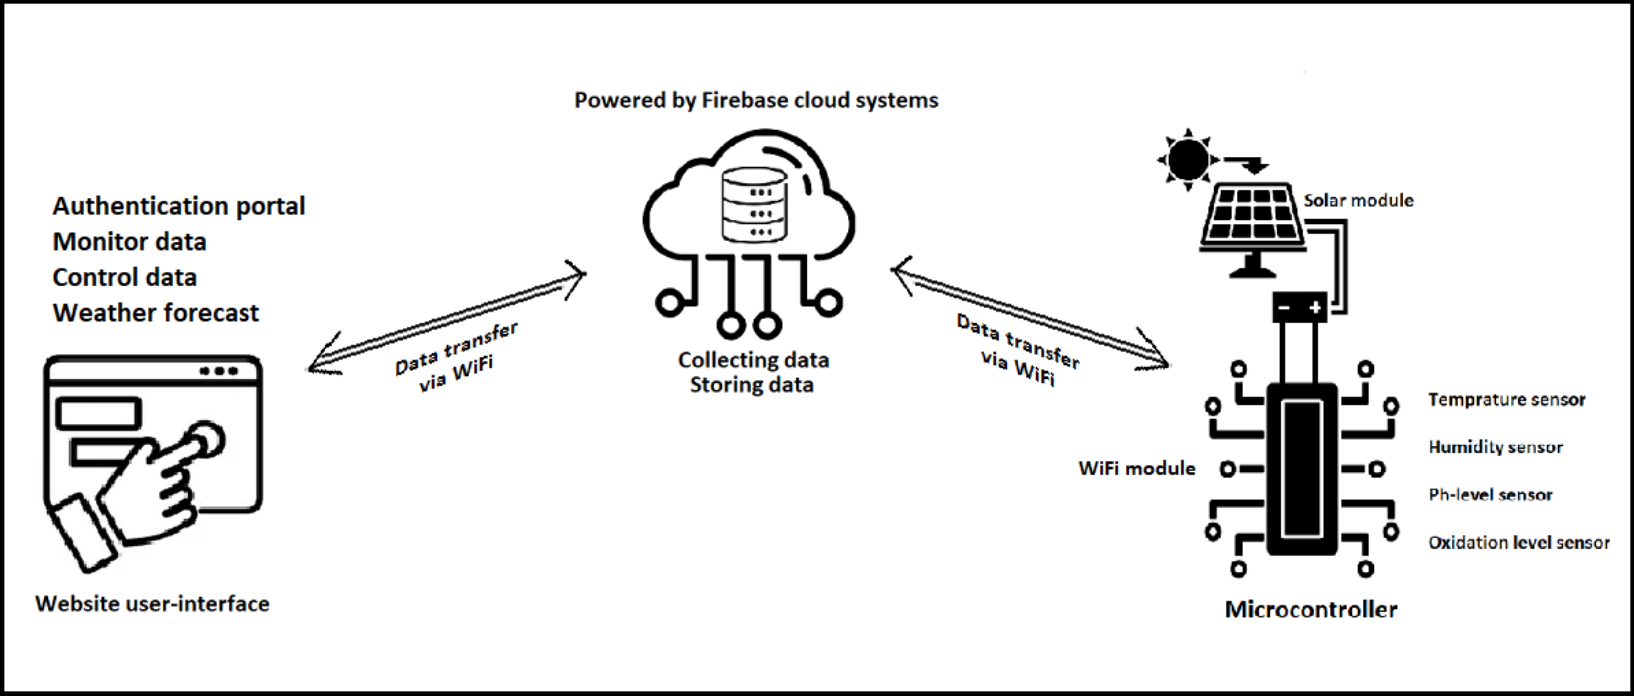 Powered by Firebase cloud systems
Authentication portal
Monitor data
Control data
Weather forecast
Data transfer
via WiFi
Website user-interface
Collecting data
Storing data
Data transfer
via WiFi
Solar module
- +
WiFi module
Temprature sensor
Humidity sensor
Ph-level sensor
Oxidation level sensor
Microcontroller